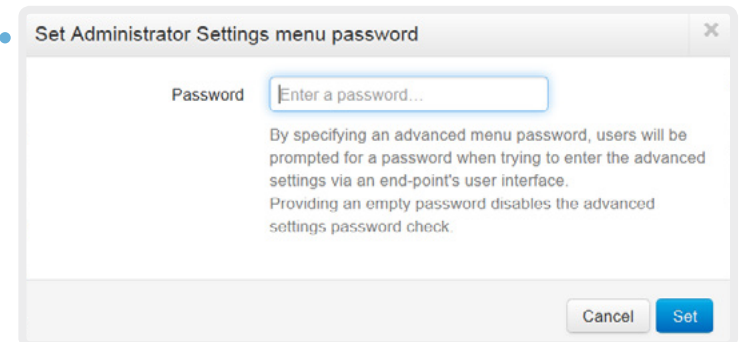 Set Administrator Settings menu password
×
Password
Enter a password...
By specifying an advanced menu password, users will be
prompted for a password when trying to enter the advanced
settings via an end-point's user interface.
Providing an empty password disables the advanced
settings password check.
Cancel
Set